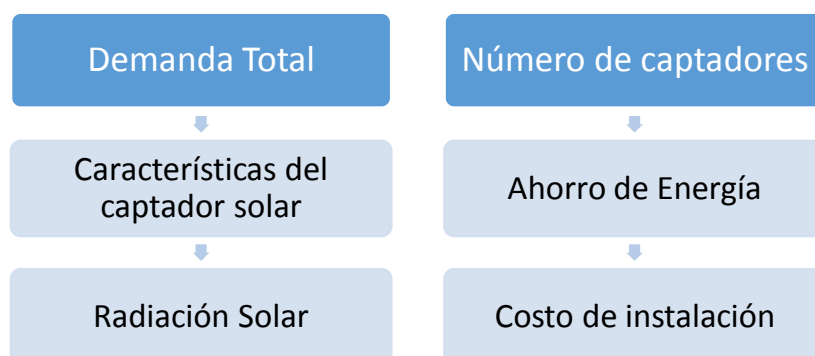 Demanda Total
Características del
captador solar
Radiación Solar
Número de captadores
Ahorro de Energía
Costo de instalación